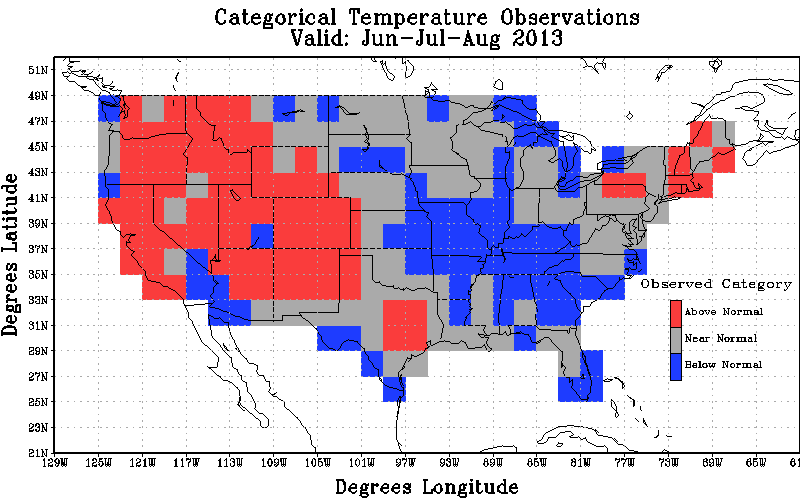 Categorical Temperature Observations
Valid: Jun-Jul-Aug 2013
51N
49N
47N
45N
43N
41N
39N
37N
35N
33N
31N
29N
27N
25N
23N
21N
Degrees Latitude
Observed Category
Above Normal
Near Normal
Below Normal
129W 125W 121W 117W 113W 109W 105W 101W 97W 93W 89W 85W 81W 77W 73W 69W 65W 61
Degrees Longitude